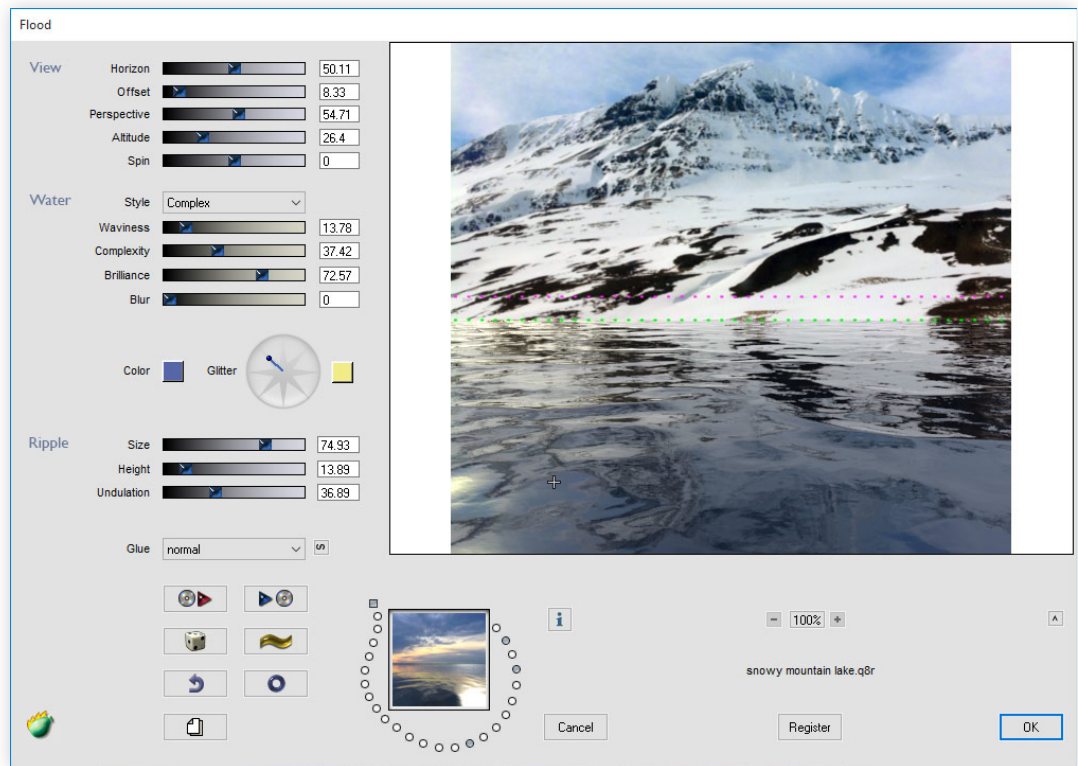 Flood
View
Horizon 50.11
Offset 8.33
Perspective 54.71
Altitude 26.4
Spin 0
Water
Style Complex
Waviness 13.78
Complexity 37.42
Brilliance 72.57
Blur 0
Color Glitter
Ripple
Size 74.93
Height 13.89
Undulation 36.89
Glue normal S
i - 100% + ^
snowy mountain lake.q8r
Cancel Register OK